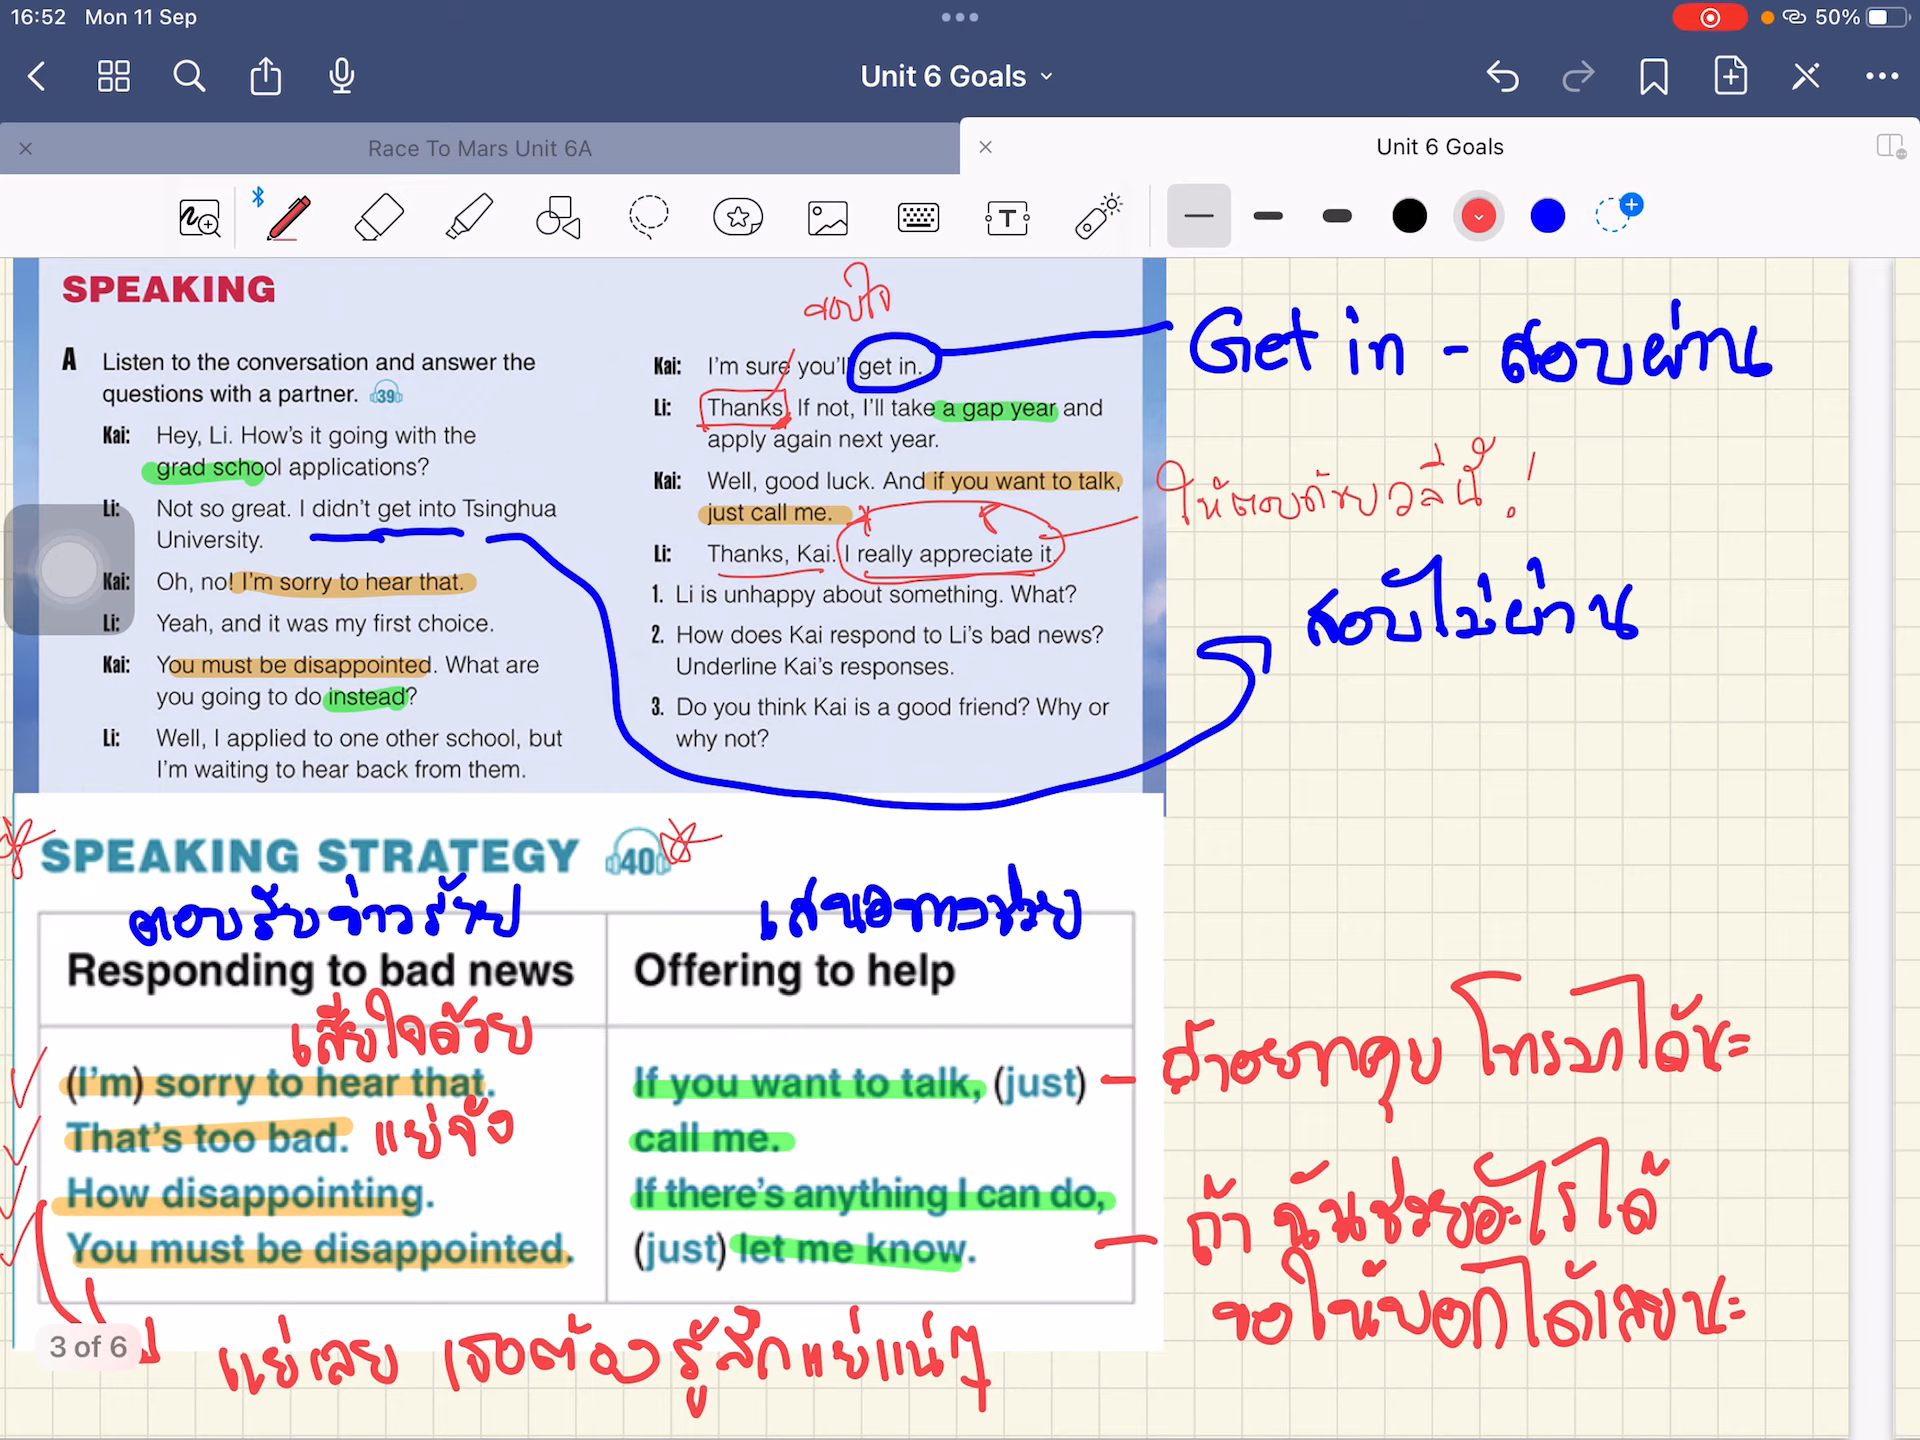 16:52 Mon 11 Sep
50%
Unit 6 Goals
Race To Mars Unit 6A
Unit 6 Goals
SPEAKING
A Listen to the conversation and answer the
questions with a partner. 39
Kai: Hey, Li. How's it going with the
grad school applications?
Li: Not so great. I didn't get into Tsinghua
University.
Kai: Oh, no! I'm sorry to hear that.
Li: Yeah, and it was my first choice.
Kai: You must be disappointed. What are
you going to do instead?
Li: Well, I applied to one other school, but
I'm waiting to hear back from them.
Kai: I'm sure you'll get in.
Li: Thanks. If not, I'll take a gap year and
apply again next year.
Kai: Well, good luck. And if you want to talk,
just call me.
Li: Thanks, Kai. I really appreciate it.
1. Li is unhappy about something. What?
2. How does Kai respond to Li's bad news?
Underline Kai's responses.
3. Do you think Kai is a good friend? Why or
why not?
Get in - สอบผ่าน
ให้ตอบด้วยวลีนี้!
สอบไม่ผ่าน
SPEAKING STRATEGY 40
ตอบรับข่าวร้าย
เสนอการช่วย
Responding to bad news
Offering to help
เสียใจด้วย
(I'm) sorry to hear that.
That's too bad. แย่จัง
How disappointing.
You must be disappointed.
If you want to talk, (just)
call me.
If there's anything I can do,
(just) let me know.
ถ้าอยากคุย โทรมาได้นะ
ถ้า ฉันช่วยอะไรได้
ขอให้บอกได้เลยนะ
3 of 6
แย่เลย เธอต้องรู้สึกแย่แน่ๆ